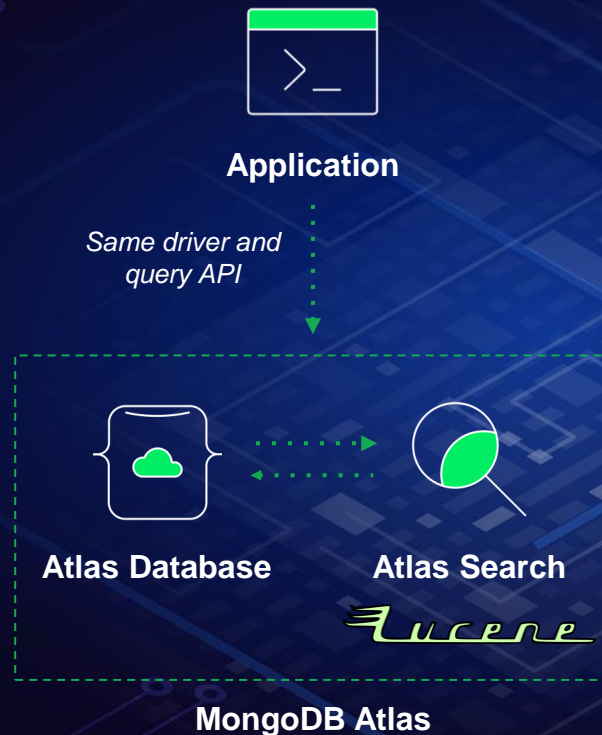 >_
Application
Same driver and
query API
Atlas Database
Atlas Search
Lucene
MongoDB Atlas